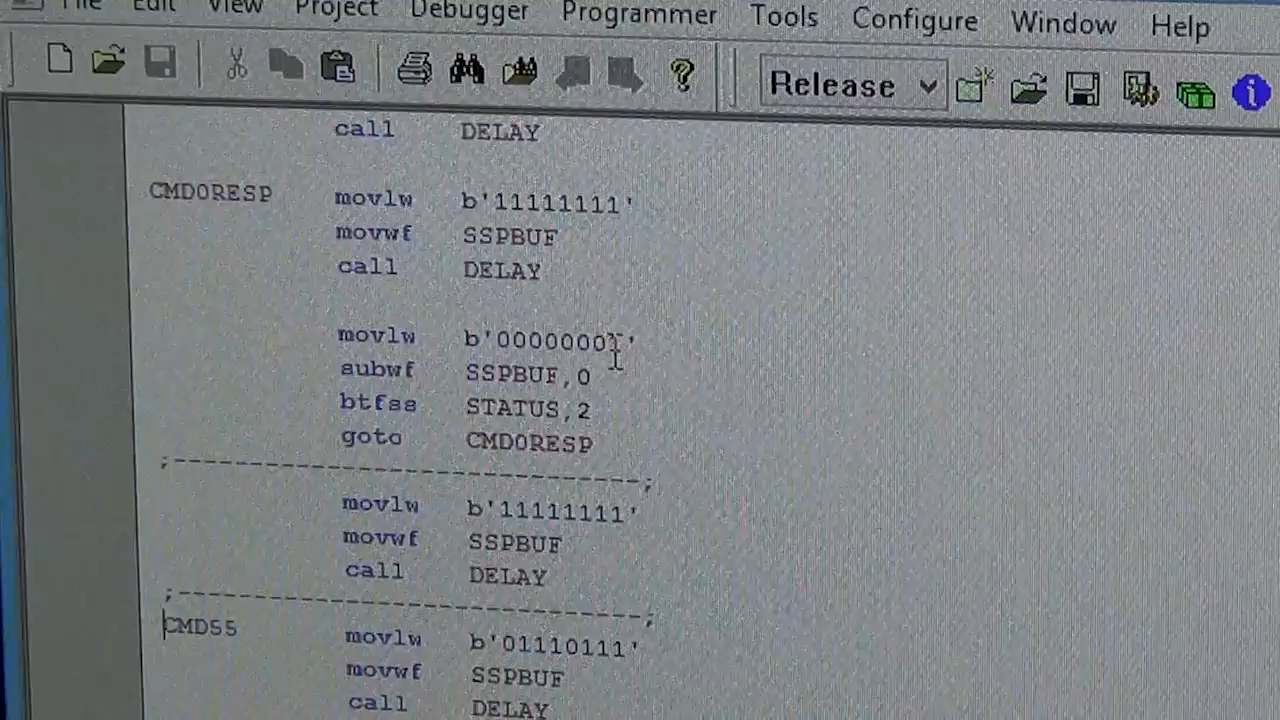 File Edit View Project Debugger Programmer Tools Configure Window Help
Release
call DELAY
CMD0RESP movlw b'11111111'
movwf SSPBUF
call DELAY
movlw b'00000001'
subwf SSPBUF,0
btfss STATUS,2
goto CMD0RESP
;-----------------------------;
movlw b'11111111'
movwf SSPBUF
call DELAY
;-----------------------------;
CMD55 movlw b'01110111'
movwf SSPBUF
call DELAY